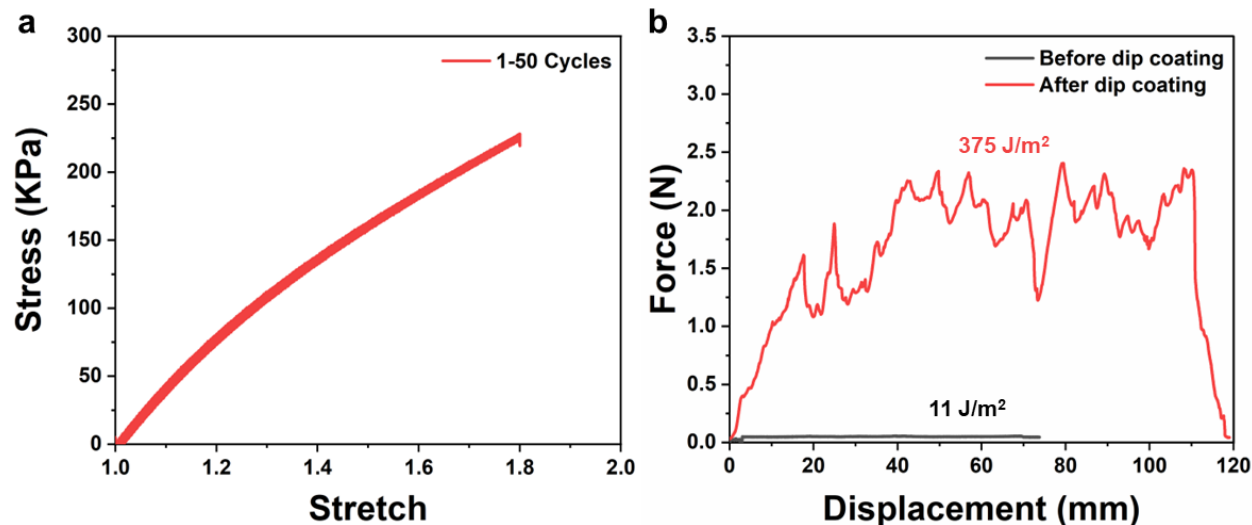 a
300
250
200
150
100
50
0
1.0 1.2 1.4 1.6 1.8 2.0
Stress (KPa)
Stretch
1-50 Cycles
b
3.5
3.0
2.5
2.0
1.5
1.0
0.5
0.0
0 20 40 60 80 100 120
Force (N)
Displacement (mm)
Before dip coating
After dip coating
375 J/m²
11 J/m²